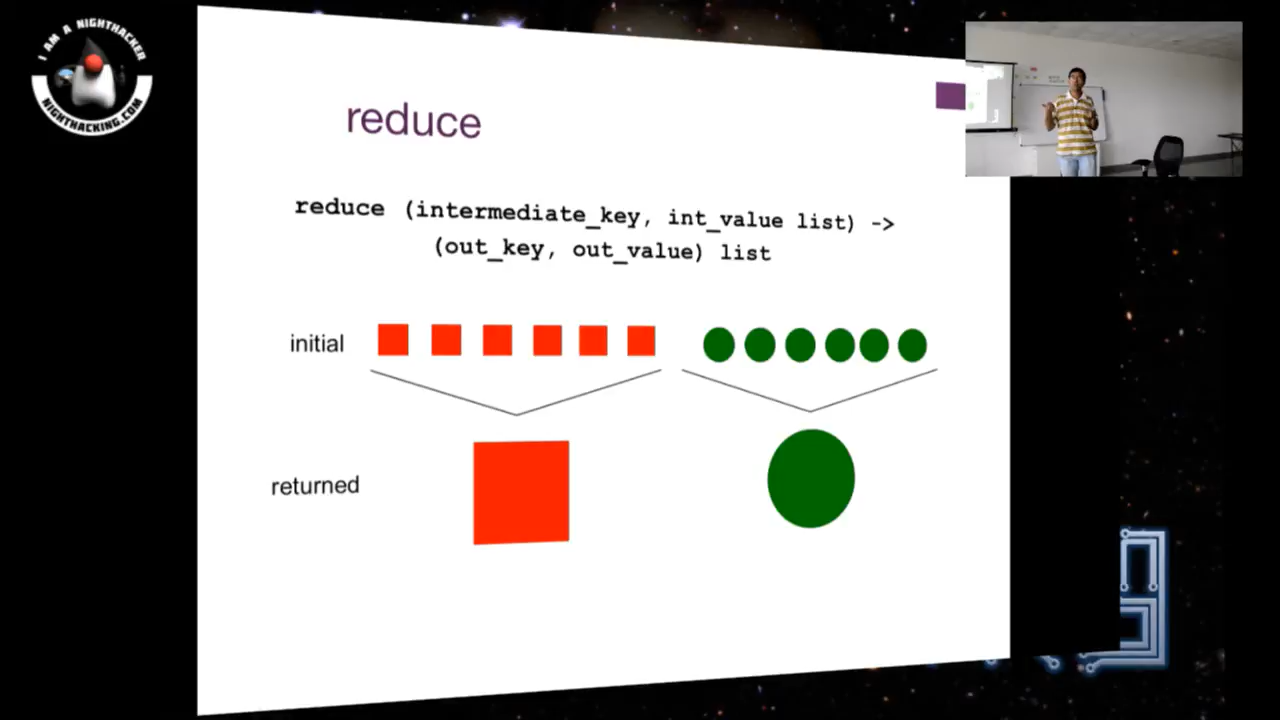 I AM A NIGHTHACKER
NIGHTHACKING.COM
reduce
reduce (intermediate_key, int_value list) ->
(out_key, out_value) list
initial
returned